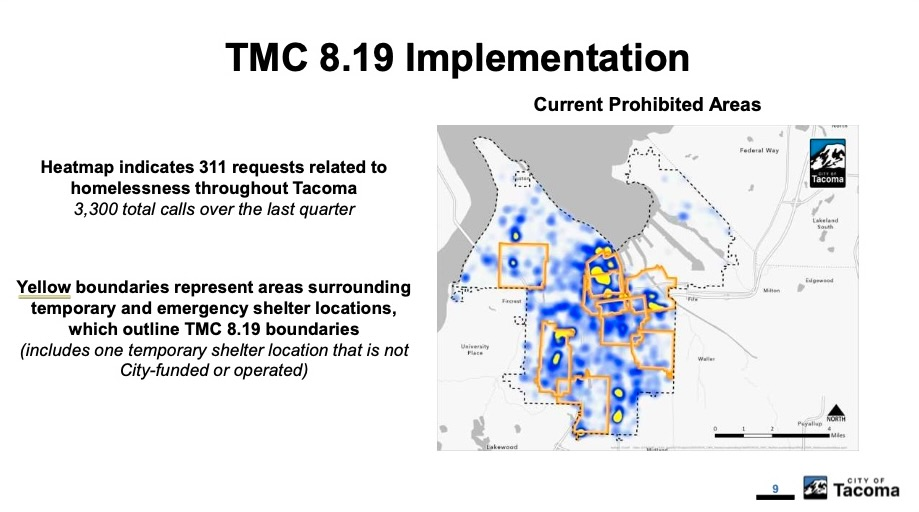 TMC 8.19 Implementation
Current Prohibited Areas
Heatmap indicates 311 requests related to
homelessness throughout Tacoma
3,300 total calls over the last quarter
Yellow boundaries represent areas surrounding
temporary and emergency shelter locations,
which outline TMC 8.19 boundaries
(includes one temporary shelter location that is not
City-funded or operated)
Federal Way
CITY OF
Tacoma
Lakeland
South
Edgewood
Milton
Fife
Fircrest
University
Place
Waller
Puyallup
Lakewood
NORTH
0 1 2 4
Miles
9
CITY OF
Tacoma